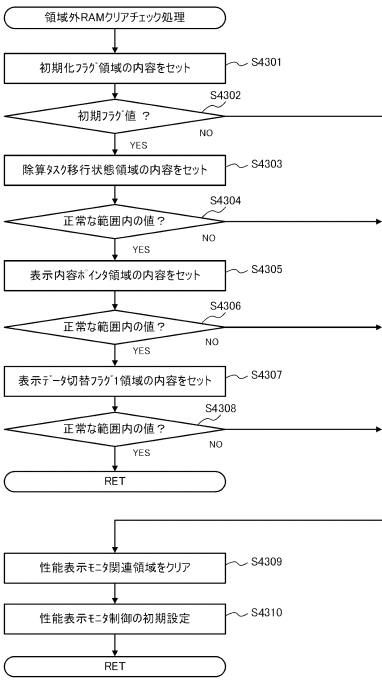 領域外RAMクリアチェック処理
初期化フラグ領域の内容をセット
S4301
初期フラグ値 ?
S4302
NO
YES
除算タスク移行状態領域の内容をセット
S4303
正常な範囲内の値?
S4304
NO
YES
表示内容ポインタ領域の内容をセット
S4305
正常な範囲内の値?
S4306
NO
YES
表示データ切替フラグ1領域の内容をセット
S4307
正常な範囲内の値?
S4308
NO
YES
RET
性能表示モニタ関連領域をクリア
S4309
性能表示モニタ制御の初期設定
S4310
RET